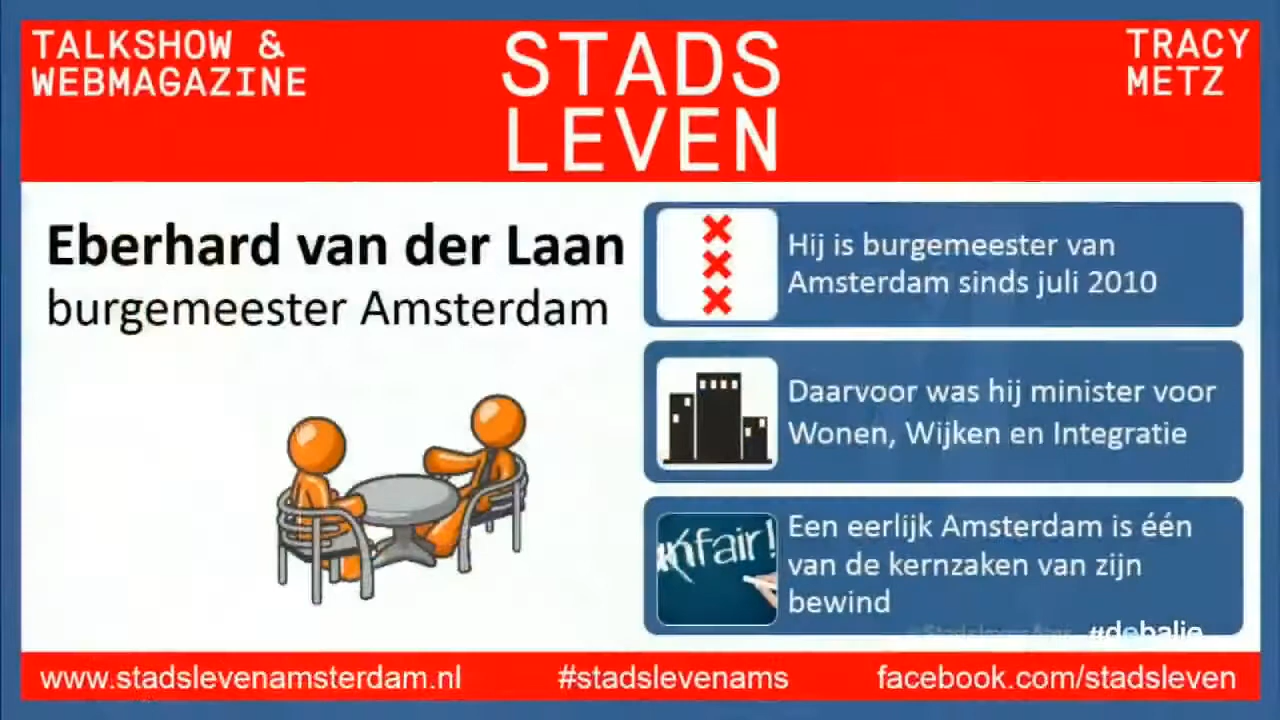 TALKSHOW &
WEBMAGAZINE
STADS
LEVEN
TRACY
METZ
Eberhard van der Laan
burgemeester Amsterdam
Hij is burgemeester van
Amsterdam sinds juli 2010
Daarvoor was hij minister voor
Wonen, Wijken en Integratie
fair!
Een eerlijk Amsterdam is één
van de kernzaken van zijn
bewind
#debalie
www.stadslevenamsterdam.nl
#stadslevenams
facebook.com/stadsleven